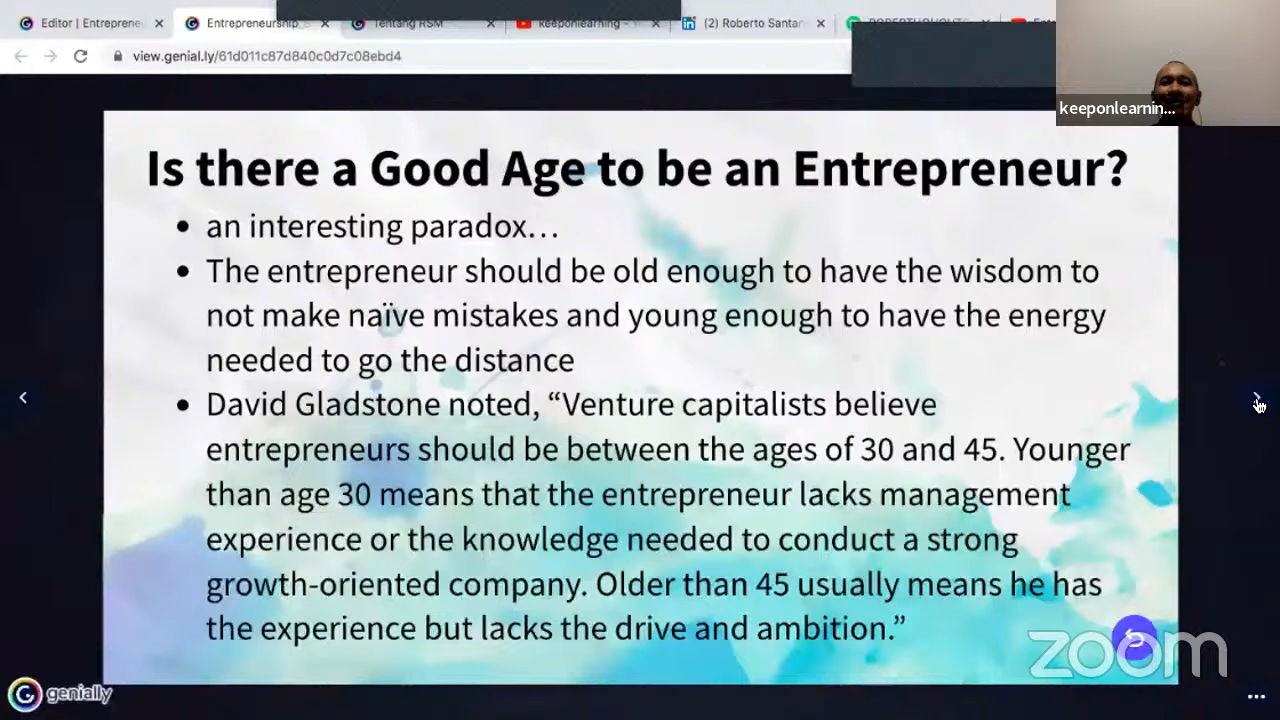 Editor | Entreprene
Entrepreneurship
Tentang RSM
keeponlearning
(2) Roberto Santar
view.genial.ly/61d011c87d840c0d7c08ebd4
keeponlearnin...
Is there a Good Age to be an Entrepreneur?
• an interesting paradox…
• The entrepreneur should be old enough to have the wisdom to
not make naïve mistakes and young enough to have the energy
needed to go the distance
• David Gladstone noted, “Venture capitalists believe
entrepreneurs should be between the ages of 30 and 45. Younger
than age 30 means that the entrepreneur lacks management
experience or the knowledge needed to conduct a strong
growth-oriented company. Older than 45 usually means he has
the experience but lacks the drive and ambition.”
zoom
genially